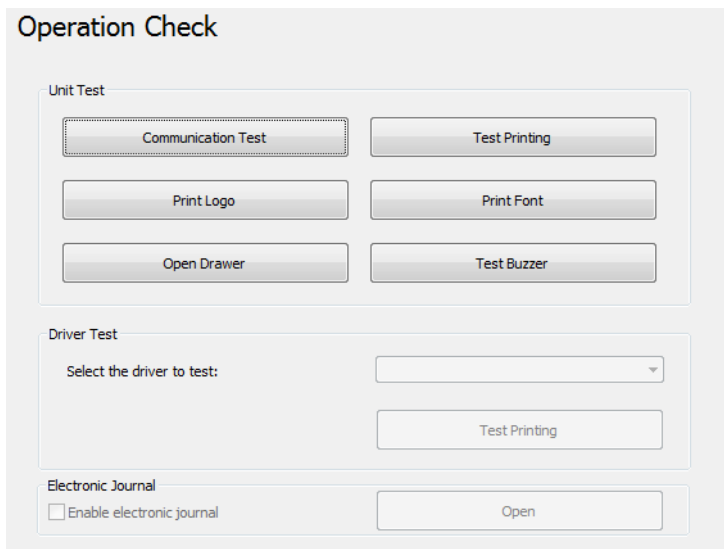 Operation Check
Unit Test
Communication Test
Test Printing
Print Logo
Print Font
Open Drawer
Test Buzzer
Driver Test
Select the driver to test:
Test Printing
Electronic Journal
Enable electronic journal
Open